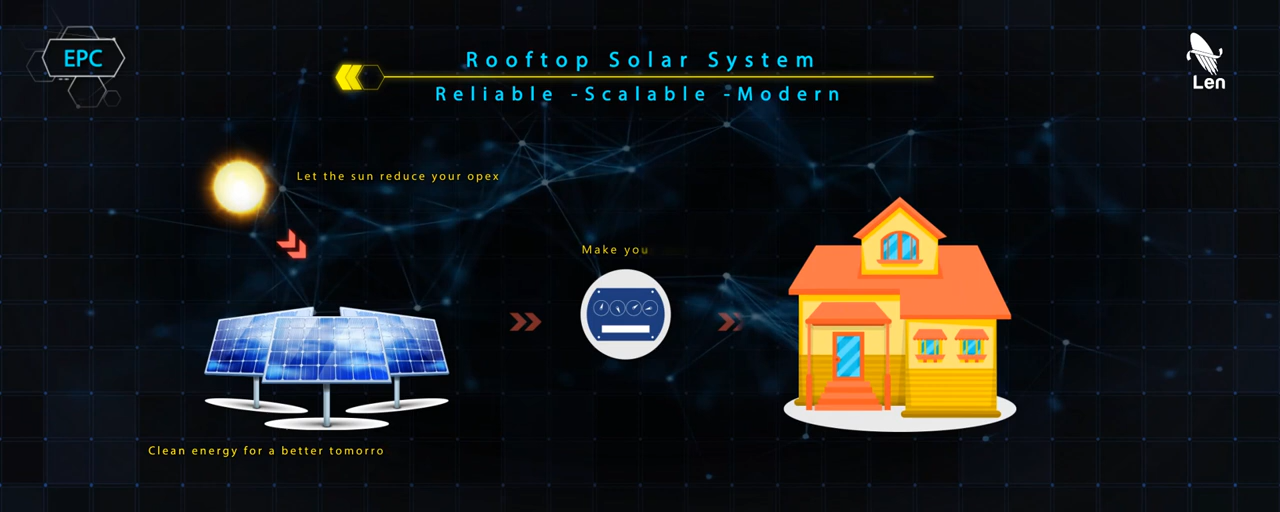 EPC
Rooftop Solar System
Reliable -Scalable -Modern
Len
Let the sun reduce your opex
Make you
Clean energy for a better tomorro